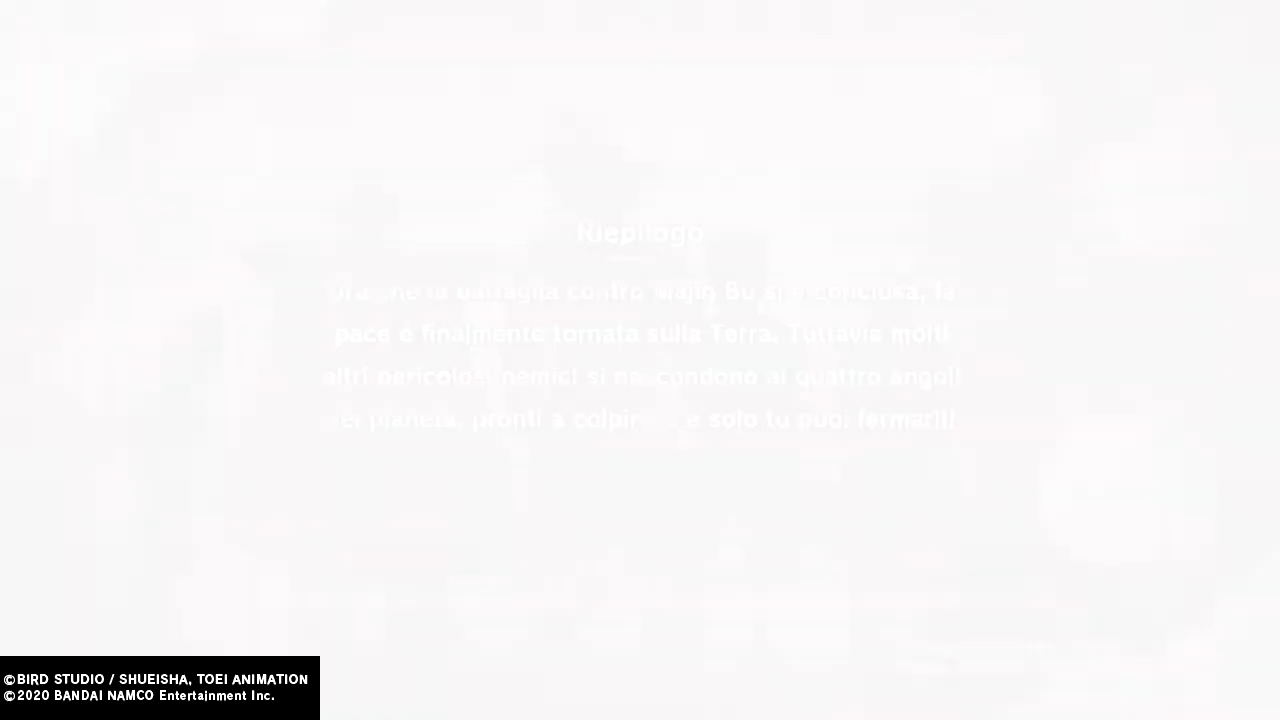 Riepilogo
che la battaglia contro Majin Bu si è conclusa, la
pace è finalmente tornata sulla Terra. Tuttavia molti
altri pericolosi nemici si nascondono ai quattro angoli
del pianeta, pronti a colpire e solo tu puoi fermarli!
©BIRD STUDIO / SHUEISHA, TOEI ANIMATION
©2020 BANDAI NAMCO Entertainment Inc.